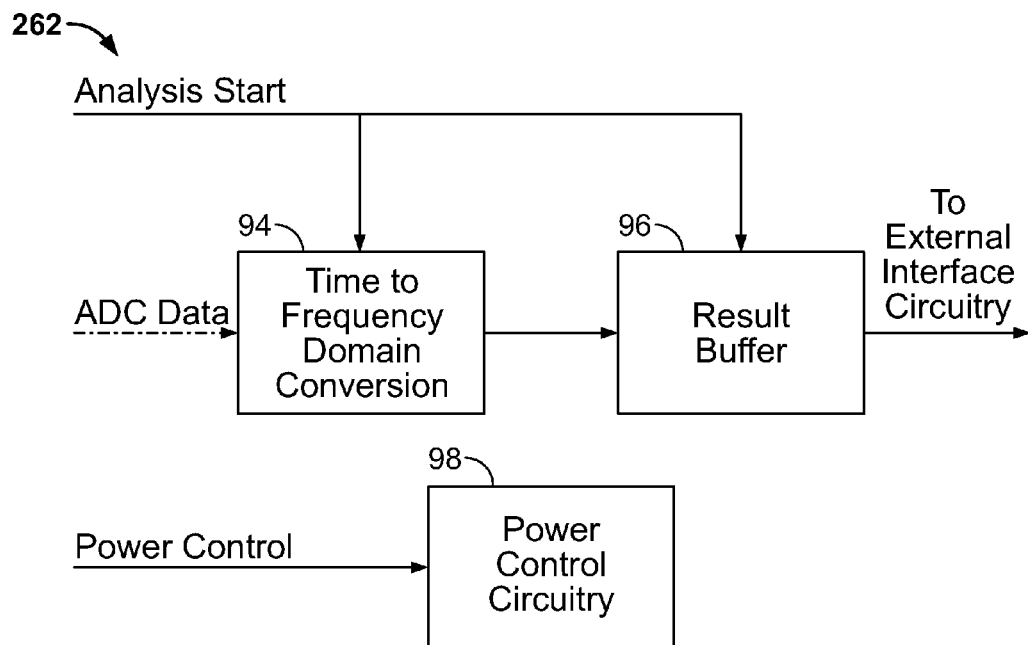 262
Analysis Start
94
96
To
External
Interface
Circuitry
ADC Data
Time to
Frequency
Domain
Conversion
Result
Buffer
98
Power Control
Power
Control
Circuitry